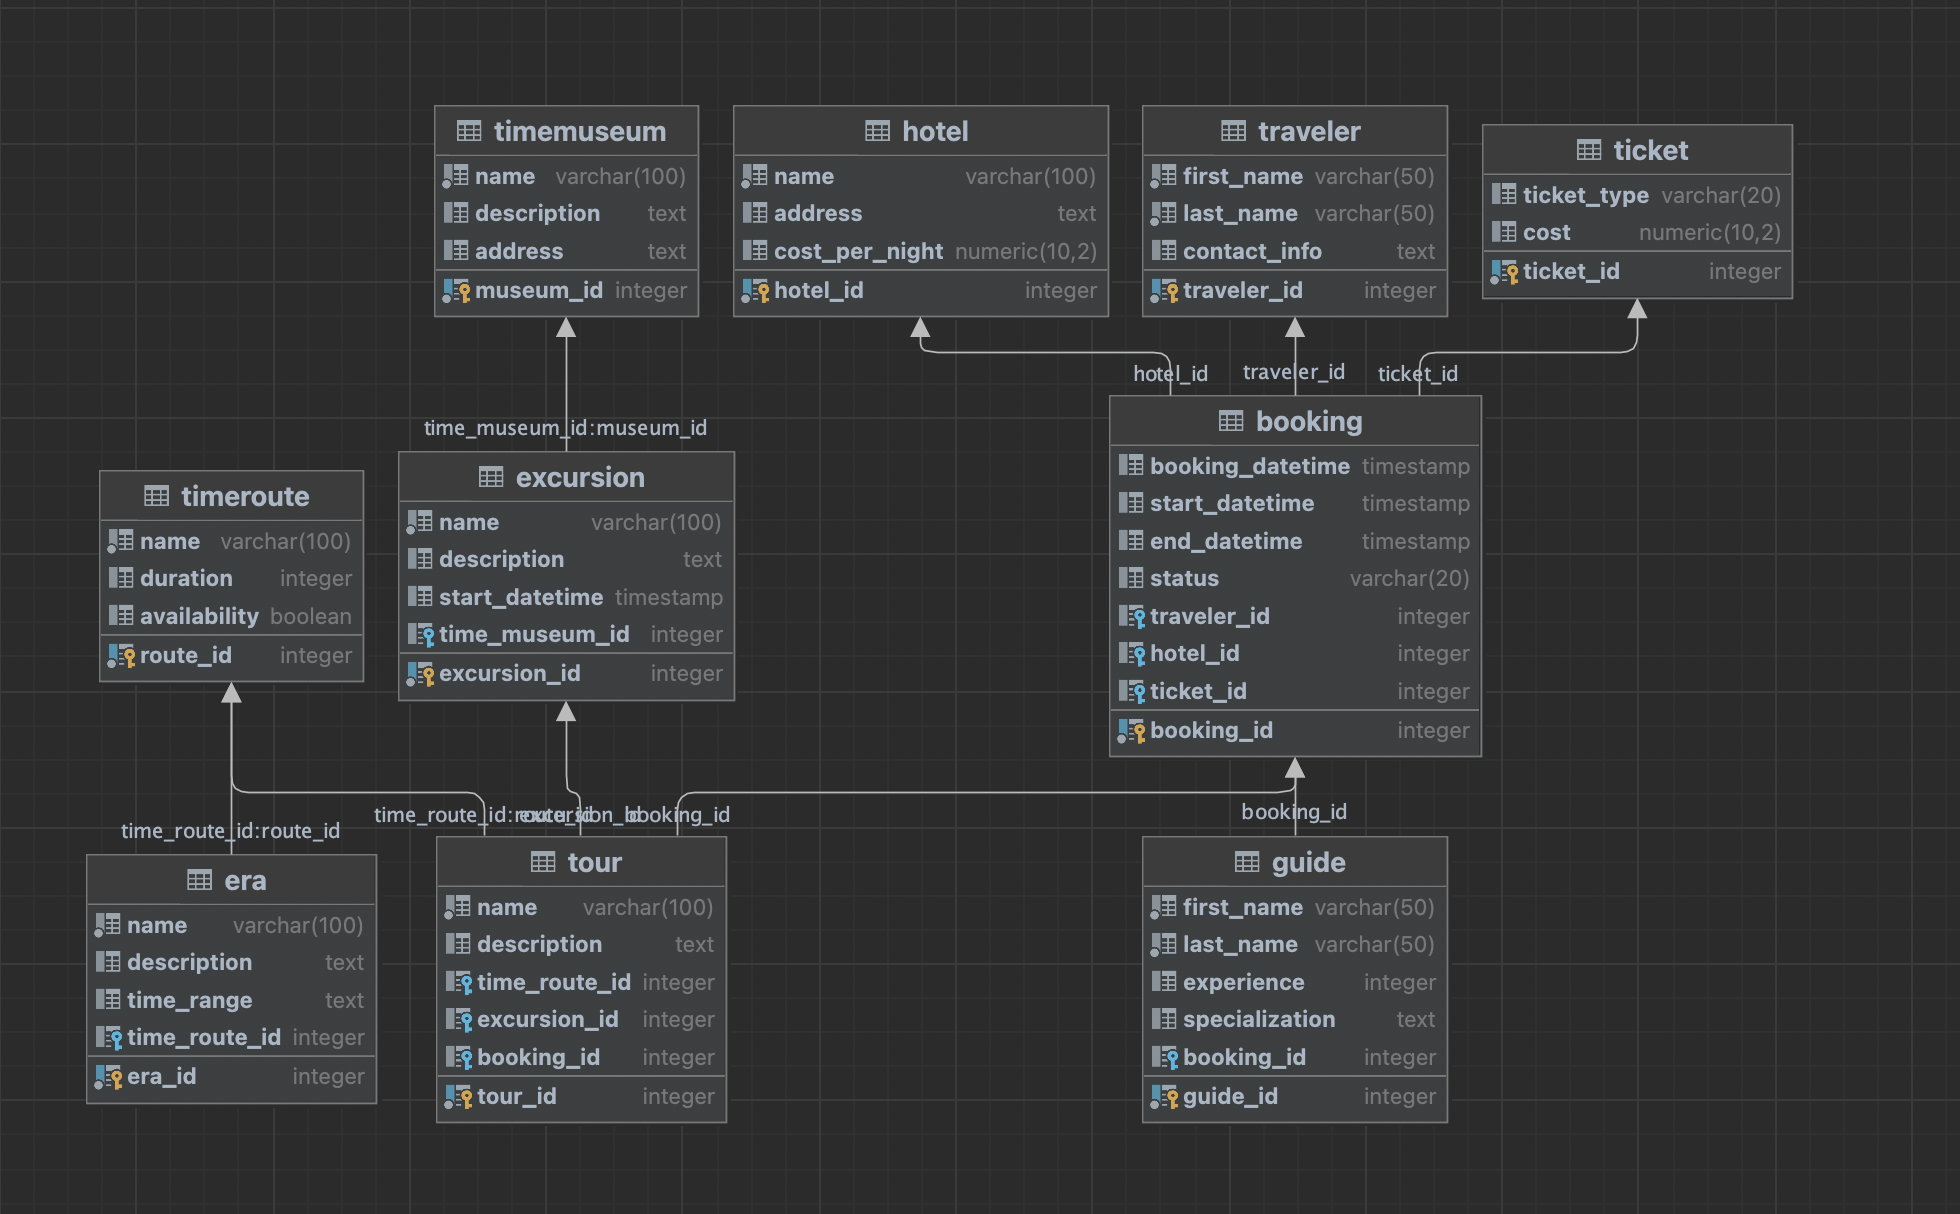 timemuseum
name varchar(100)
description text
address text
museum_id integer
hotel
name varchar(100)
address text
cost_per_night numeric(10,2)
hotel_id integer
traveler
first_name varchar(50)
last_name varchar(50)
contact_info text
traveler_id integer
ticket
ticket_type varchar(20)
cost numeric(10,2)
ticket_id integer
hotel_id
traveler_id
ticket_id
time_museum_id:museum_id
timeroute
name varchar(100)
duration integer
availability boolean
route_id integer
excursion
name varchar(100)
description text
start_datetime timestamp
time_museum_id integer
excursion_id integer
booking
booking_datetime timestamp
start_datetime timestamp
end_datetime timestamp
status varchar(20)
traveler_id integer
hotel_id integer
ticket_id integer
booking_id integer
time_route_id:route_id
time_route_id:route_id
excursion_id
booking_id
booking_id
era
name varchar(100)
description text
time_range text
time_route_id integer
era_id integer
tour
name varchar(100)
description text
time_route_id integer
excursion_id integer
booking_id integer
tour_id integer
guide
first_name varchar(50)
last_name varchar(50)
experience integer
specialization text
booking_id integer
guide_id integer